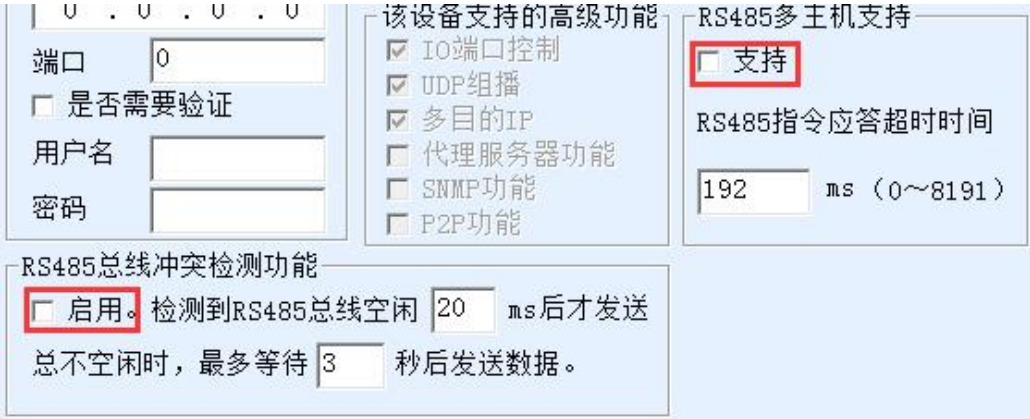 0 . 0 . 0 . 0
端口 0
是否需要验证
用户名
密码
该设备支持的高级功能
IO端口控制
UDP组播
多目的IP
代理服务器功能
SNMP功能
P2P功能
RS485多主机支持
支持
RS485指令应答超时时间
192 ms（0～8191）
RS485总线冲突检测功能
启用。检测到RS485总线空闲 20 ms后才发送
总不空闲时，最多等待 3 秒后发送数据。